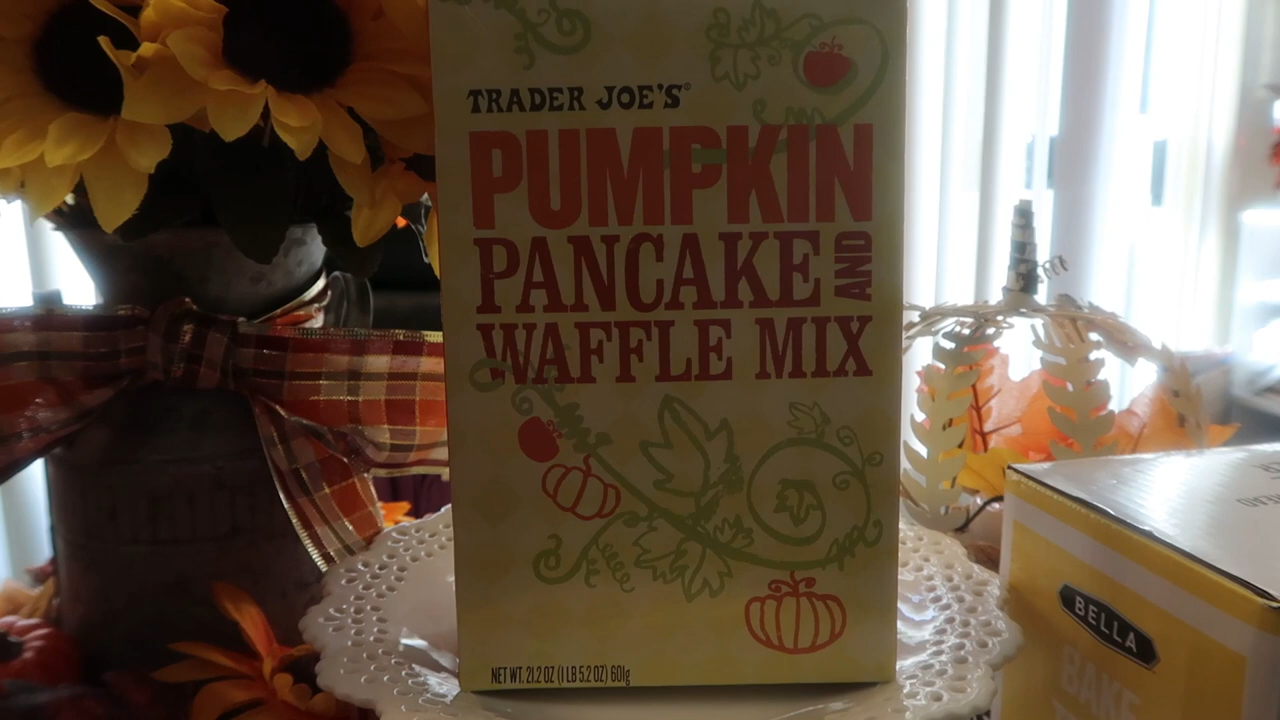 TRADER JOE'S®
PUMPKIN
PANCAKE AND
WAFFLE MIX
NET WT. 21.2 OZ (1 LB 5.2 OZ) 601g
BELLA
BAKE